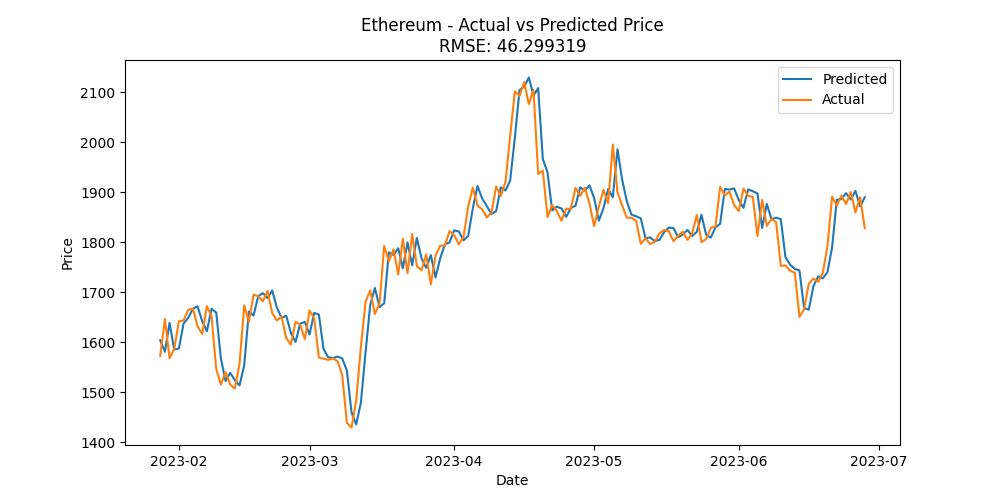 Ethereum - Actual vs Predicted Price
RMSE: 46.299319
Predicted
Actual
Price
2100
2000
1900
1800
1700
1600
1500
1400
2023-02
2023-03
2023-04
2023-05
2023-06
2023-07
Date